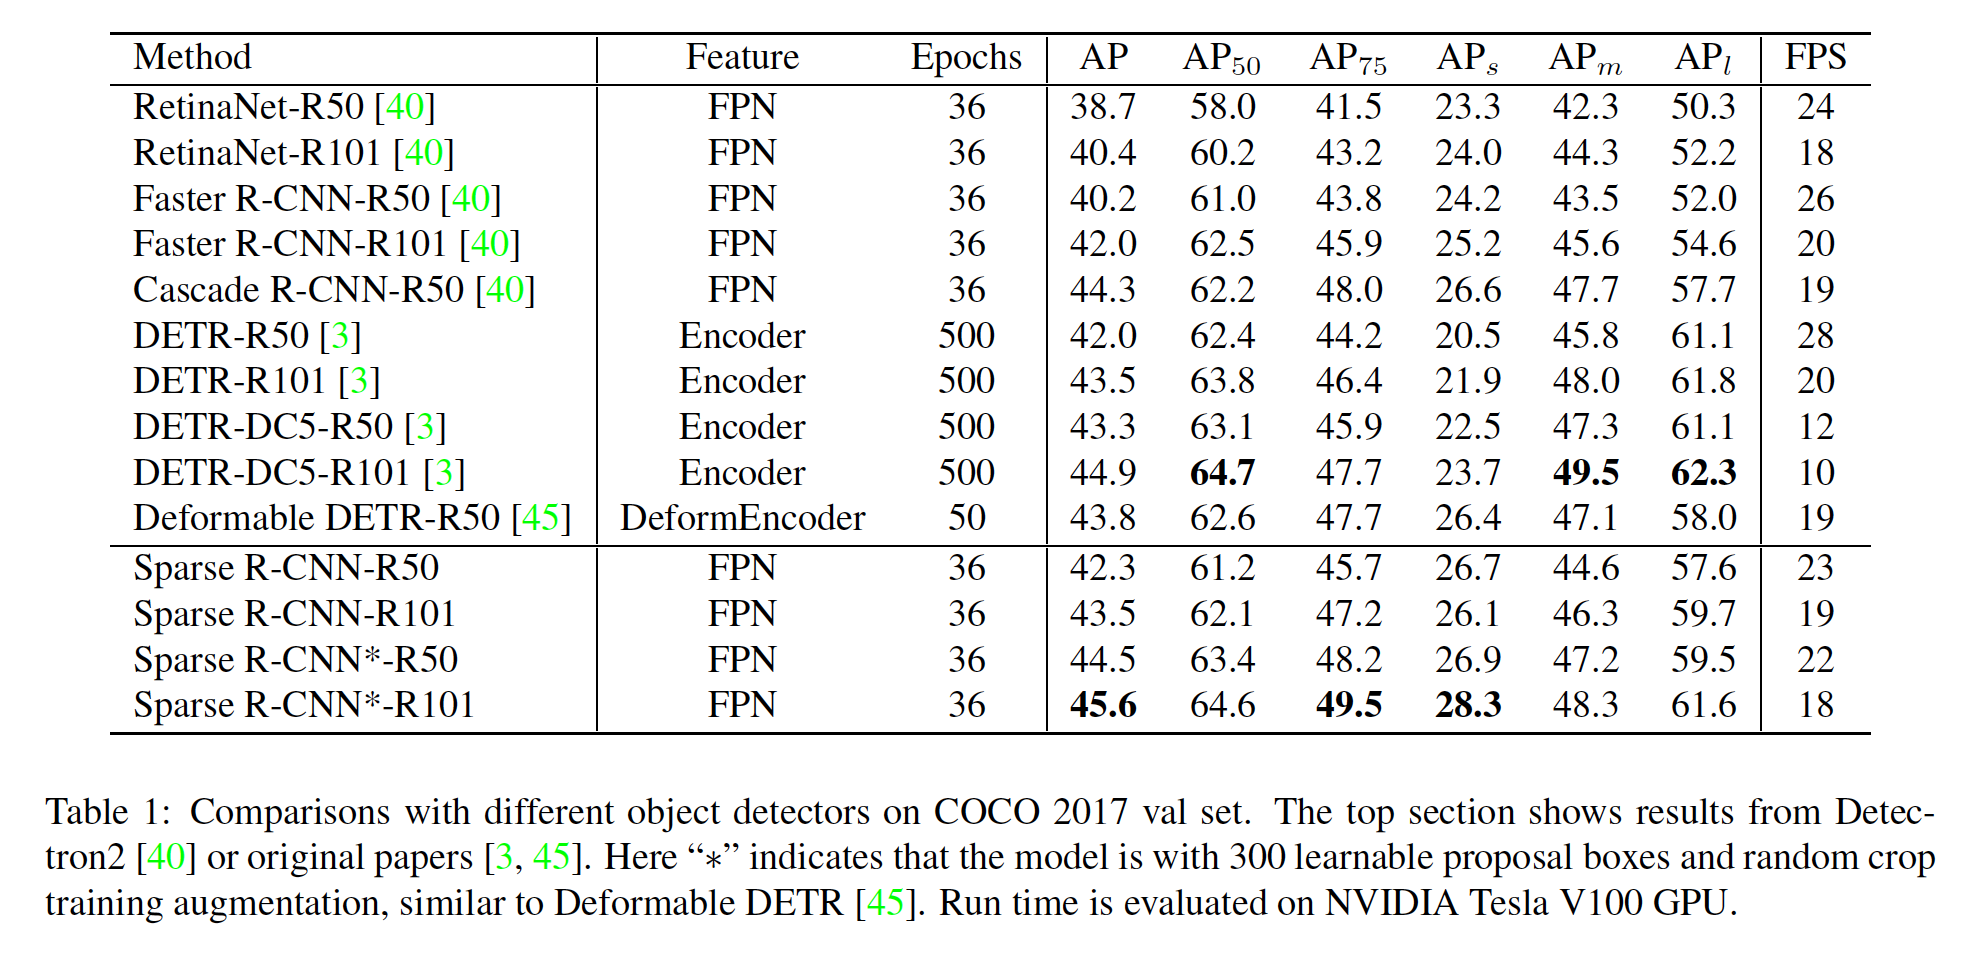 Method Feature Epochs AP AP50 AP75 APs APm APl FPS
RetinaNet-R50 [40] FPN 36 38.7 58.0 41.5 23.3 42.3 50.3 24
RetinaNet-R101 [40] FPN 36 40.4 60.2 43.2 24.0 44.3 52.2 18
Faster R-CNN-R50 [40] FPN 36 40.2 61.0 43.8 24.2 43.5 52.0 26
Faster R-CNN-R101 [40] FPN 36 42.0 62.5 45.9 25.2 45.6 54.6 20
Cascade R-CNN-R50 [40] FPN 36 44.3 62.2 48.0 26.6 47.7 57.7 19
DETR-R50 [3] Encoder 500 42.0 62.4 44.2 20.5 45.8 61.1 28
DETR-R101 [3] Encoder 500 43.5 63.8 46.4 21.9 48.0 61.8 20
DETR-DC5-R50 [3] Encoder 500 43.3 63.1 45.9 22.5 47.3 61.1 12
DETR-DC5-R101 [3] Encoder 500 44.9 64.7 47.7 23.7 49.5 62.3 10
Deformable DETR-R50 [45] DeformEncoder 50 43.8 62.6 47.7 26.4 47.1 58.0 19
Sparse R-CNN-R50 FPN 36 42.3 61.2 45.7 26.7 44.6 57.6 23
Sparse R-CNN-R101 FPN 36 43.5 62.1 47.2 26.1 46.3 59.7 19
Sparse R-CNN*-R50 FPN 36 44.5 63.4 48.2 26.9 47.2 59.5 22
Sparse R-CNN*-R101 FPN 36 45.6 64.6 49.5 28.3 48.3 61.6 18
Table 1: Comparisons with different object detectors on COCO 2017 val set. The top section shows results from Detec-
tron2 [40] or original papers [3, 45]. Here “∗” indicates that the model is with 300 learnable proposal boxes and random crop
training augmentation, similar to Deformable DETR [45]. Run time is evaluated on NVIDIA Tesla V100 GPU.